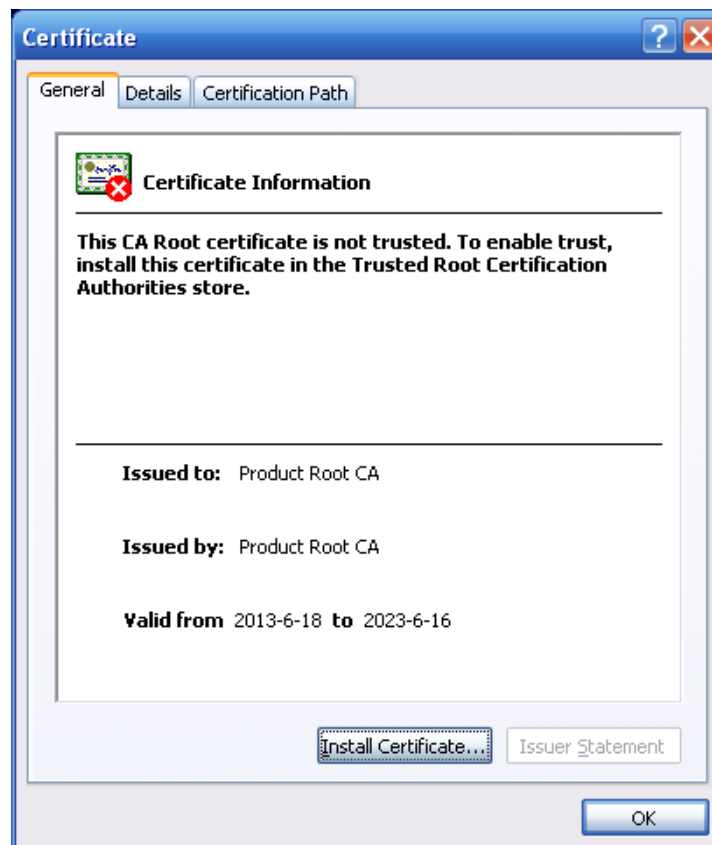 Certificate
General Details Certification Path
Certificate Information
This CA Root certificate is not trusted. To enable trust,
install this certificate in the Trusted Root Certification
Authorities store.
Issued to: Product Root CA
Issued by: Product Root CA
Valid from 2013-6-18 to 2023-6-16
Install Certificate... Issuer Statement
OK